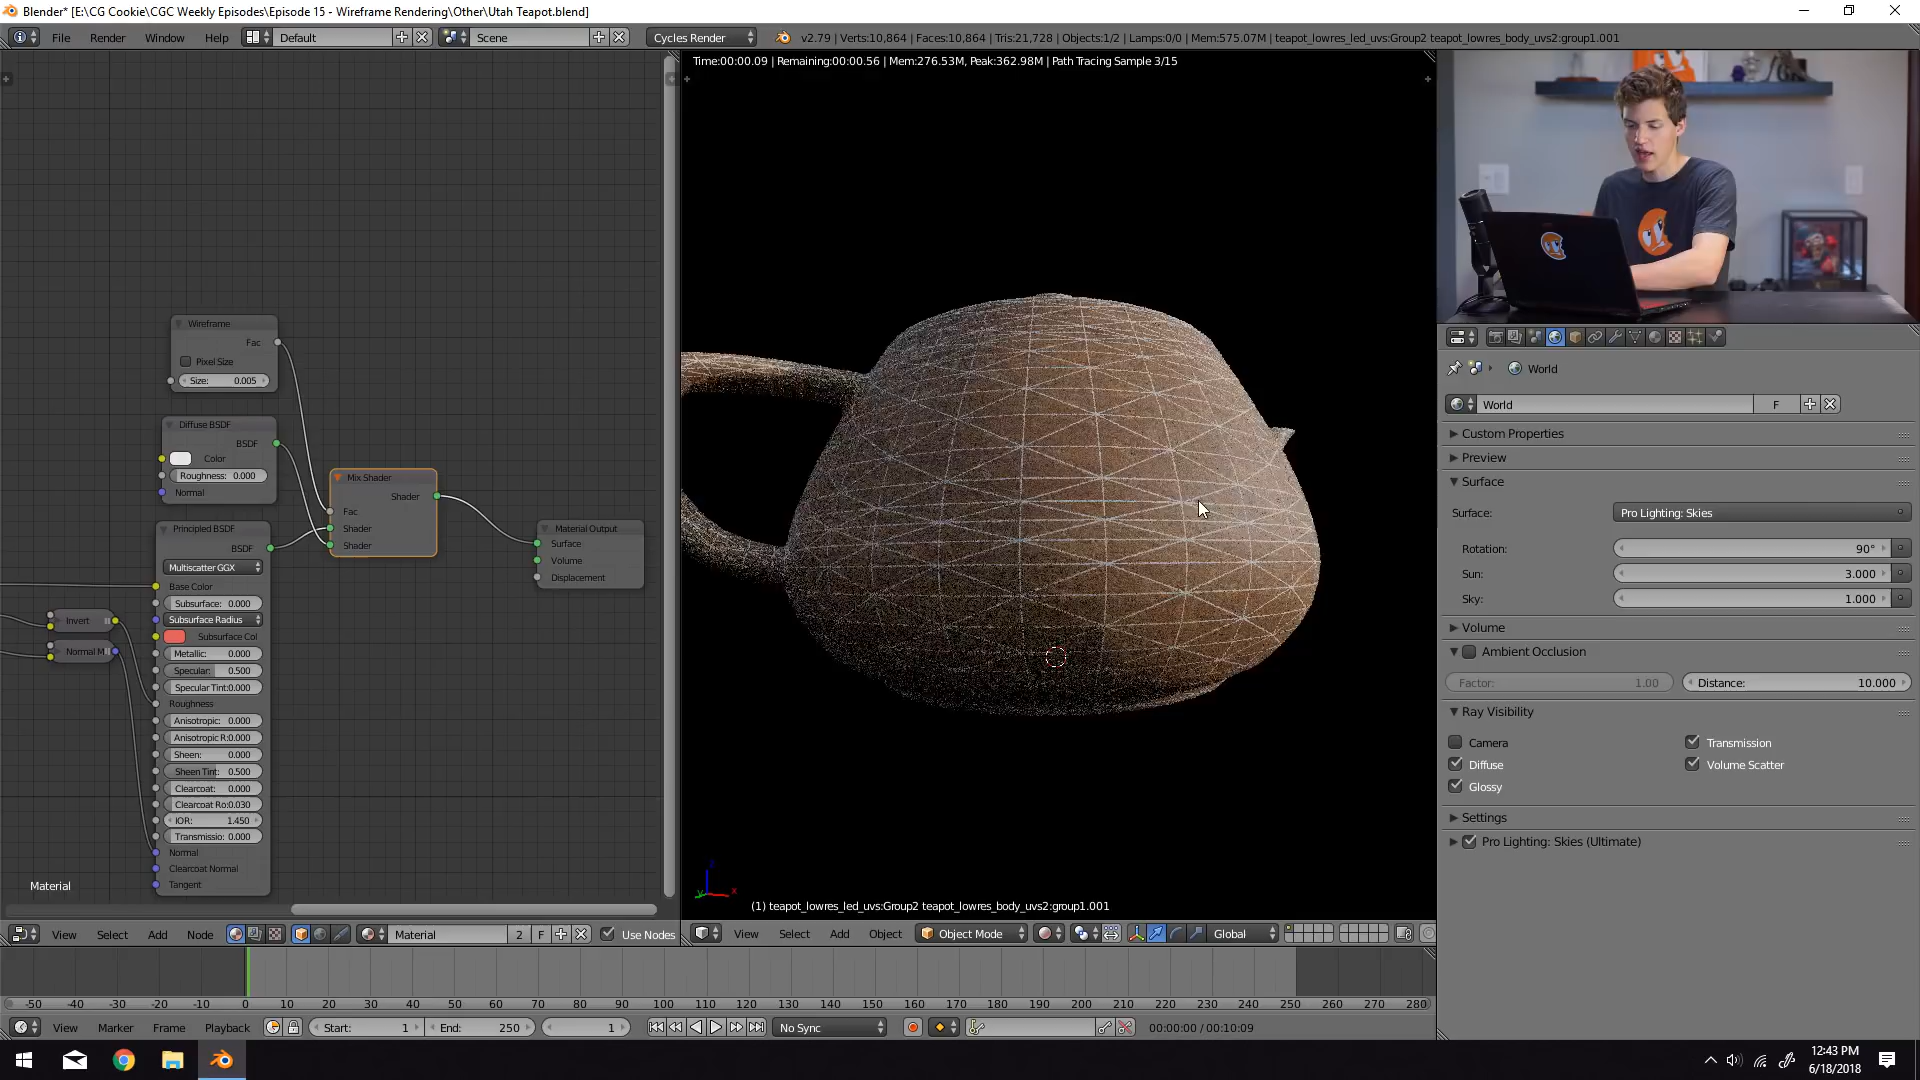 Blender* [E:\CG Cookie\CGC Weekly Episodes\Episode 15 - Wireframe Rendering\Other\Utah Teapot.blend]
File Render Window Help Default Scene Cycles Render v2.79 | Verts:10,864 | Faces:10,864 | Tris:21,728 | Objects:1/2 | Lamps:0/0 | Mem:575.07M | teapot_lowres_led_uvs:Group2 teapot_lowres_body_uvs2:group1.001
Time:00:00.09 | Remaining:00:00.56 | Mem:276.53M, Peak:362.98M | Path Tracing Sample 3/15
Wireframe
Fac
Pixel Size
Size: 0.005
Diffuse BSDF
BSDF
Color
Roughness: 0.000
Normal
Mix Shader
Shader
Fac
Shader
Shader
Material Output
Surface
Volume
Displacement
Principled BSDF
BSDF
Multiscatter GGX
Base Color
Subsurface: 0.000
Subsurface Radius
Subsurface Col
Metallic: 0.000
Specular: 0.500
Specular Tint:0.000
Roughness
Anisotropic: 0.000
Anisotropic R:0.000
Sheen: 0.000
Sheen Tint: 0.500
Clearcoat: 0.000
Clearcoat Ro:0.030
IOR: 1.450
Transmissio: 0.000
Normal
Clearcoat Normal
Tangent
Invert
Normal M
Material
(1) teapot_lowres_led_uvs:Group2 teapot_lowres_body_uvs2:group1.001
World
World F
Custom Properties
Preview
Surface
Surface: Pro Lighting: Skies
Rotation: 90°
Sun: 3.000
Sky: 1.000
Volume
Ambient Occlusion
Factor: 1.00 Distance: 10.000
Ray Visibility
Camera Transmission
Diffuse Volume Scatter
Glossy
Settings
Pro Lighting: Skies (Ultimate)
View Select Add Node Material 2 F Use Nodes
View Select Add Object Object Mode Global
-50 -40 -30 -20 -10 0 10 20 30 40 50 60 70 80 90 100 110 120 130 140 150 160 170 180 190 200 210 220 230 240 250 260 270 280
View Marker Frame Playback Start: 1 End: 250 1 No Sync 00:00:00 / 00:10:09
12:43 PM
6/18/2018